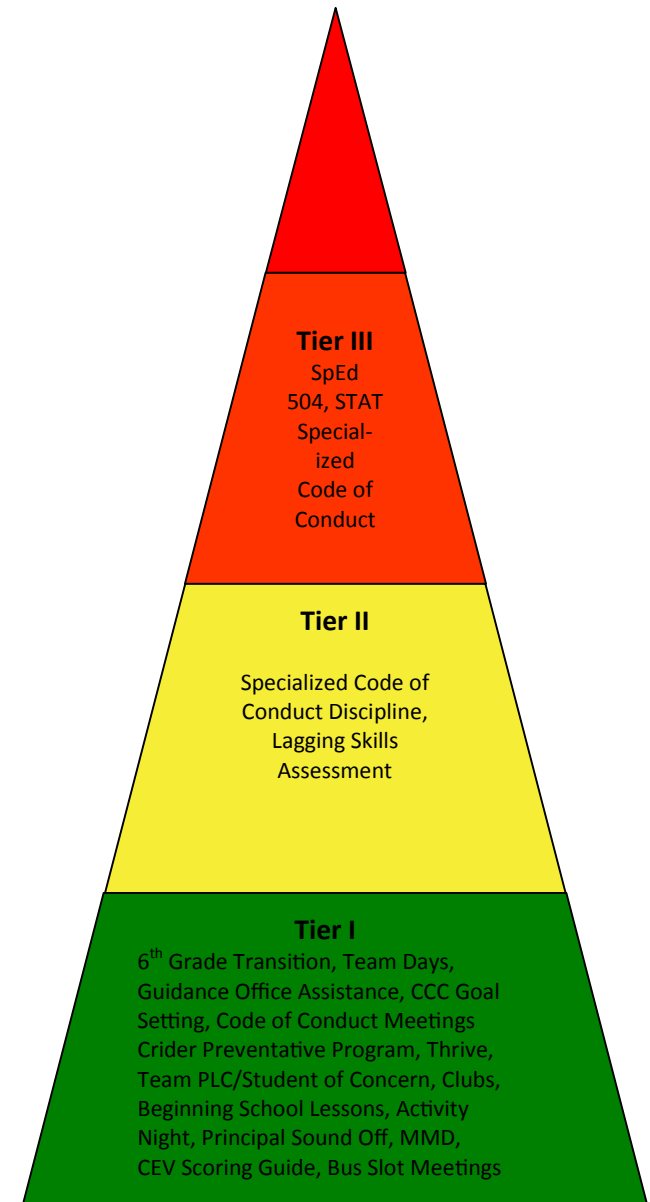 Tier III
SpEd
504, STAT
Special-
ized
Code of
Conduct
Tier II
Specialized Code of
Conduct Discipline,
Lagging Skills
Assessment
Tier I
6th Grade Transition, Team Days,
Guidance Office Assistance, CCC Goal
Setting, Code of Conduct Meetings
Crider Preventative Program, Thrive,
Team PLC/Student of Concern, Clubs,
Beginning School Lessons, Activity
Night, Principal Sound Off, MMD,
CEV Scoring Guide, Bus Slot Meetings